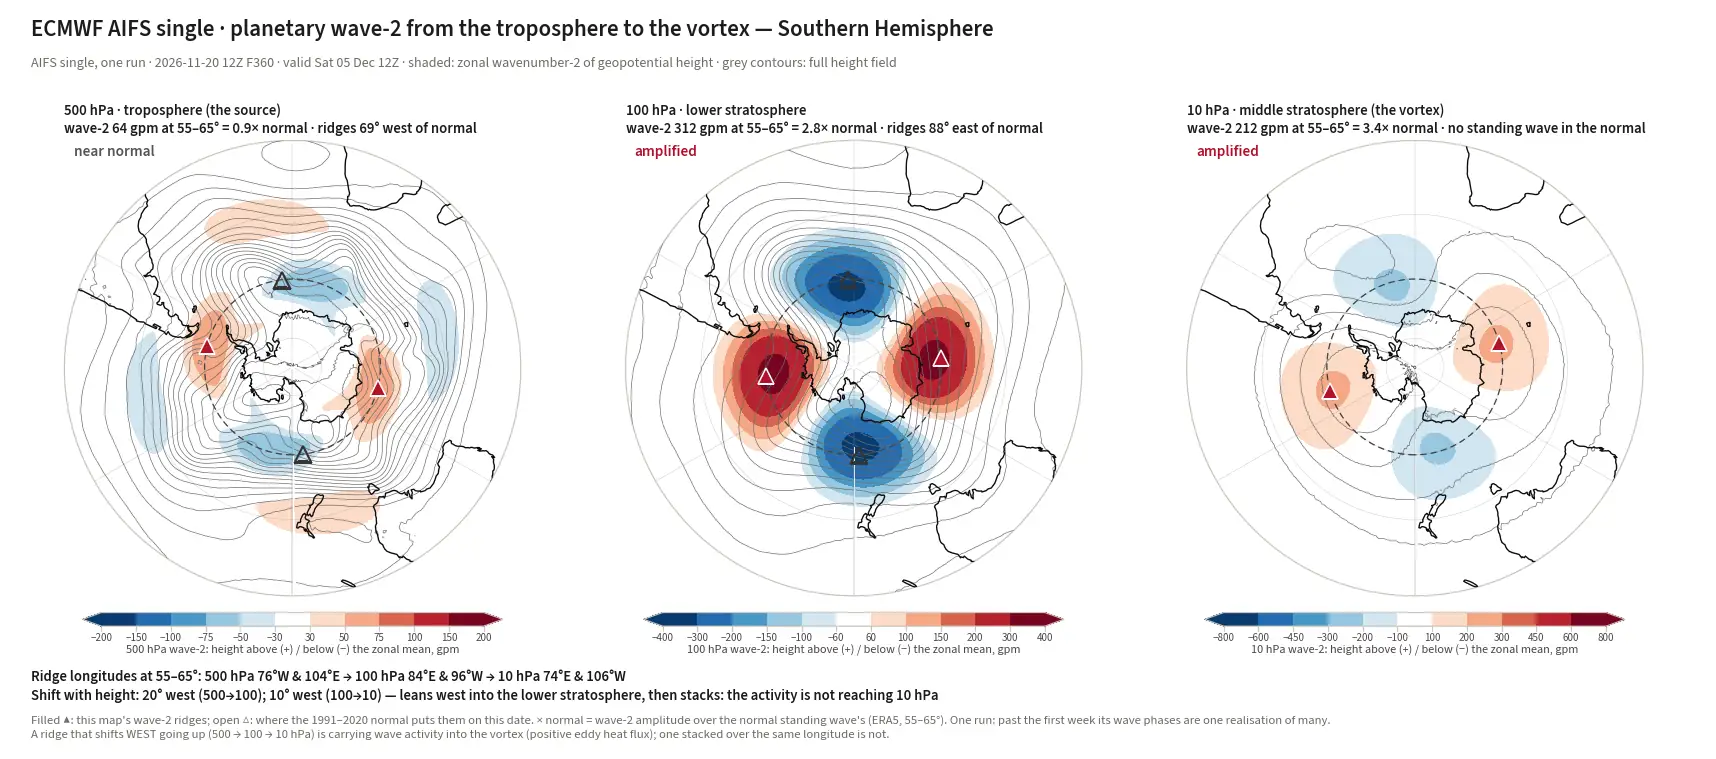 ECMWF AIFS single · planetary wave-2 from the troposphere to the vortex — Southern Hemisphere
AIFS single, one run · 2026-11-20 12Z F360 · valid Sat 05 Dec 12Z · shaded: zonal wavenumber-2 of geopotential height · grey contours: full height field
500 hPa · troposphere (the source)
wave-2 64 gpm at 55–65° = 0.9× normal · ridges 69° west of normal
near normal
100 hPa · lower stratosphere
wave-2 312 gpm at 55–65° = 2.8× normal · ridges 88° east of normal
amplified
10 hPa · middle stratosphere (the vortex)
wave-2 212 gpm at 55–65° = 3.4× normal · no standing wave in the normal
amplified
−200 −150 −100 −75 −50 −30 30 50 75 100 150 200
500 hPa wave-2: height above (+) / below (−) the zonal mean, gpm
−400 −300 −200 −150 −100 −60 60 100 150 200 300 400
100 hPa wave-2: height above (+) / below (−) the zonal mean, gpm
−800 −600 −450 −300 −200 −100 100 200 300 450 600 800
10 hPa wave-2: height above (+) / below (−) the zonal mean, gpm
Ridge longitudes at 55–65°: 500 hPa 76°W & 104°E → 100 hPa 84°E & 96°W → 10 hPa 74°E & 106°W
Shift with height: 20° west (500→100); 10° west (100→10) — leans west into the lower stratosphere, then stacks: the activity is not reaching 10 hPa
Filled ▲: this map's wave-2 ridges; open △: where the 1991–2020 normal puts them on this date. × normal = wave-2 amplitude over the normal standing wave's (ERA5, 55–65°). One run: past the first week its wave phases are one realisation of many.
A ridge that shifts WEST going up (500 → 100 → 10 hPa) is carrying wave activity into the vortex (positive eddy heat flux); one stacked over the same longitude is not.